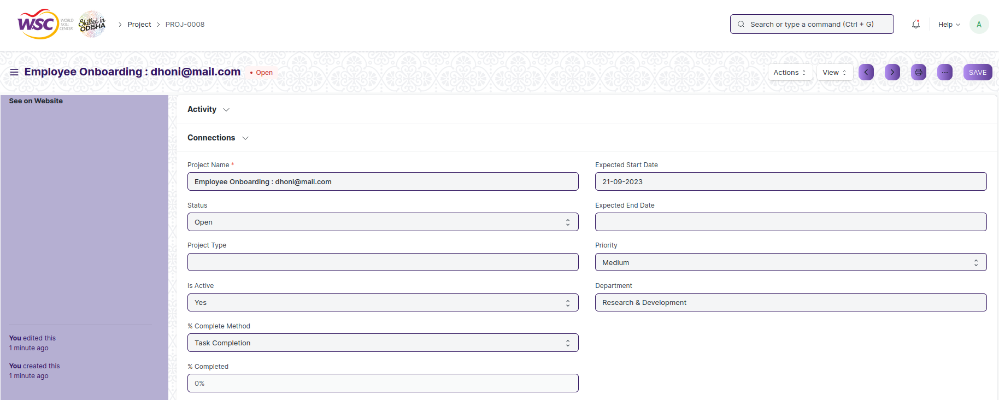 WSC WORLD SKILL CENTER
Skilled in ODISHA
Project PROJ-0008
Search or type a command (Ctrl + G)
Help
A
Employee Onboarding : dhoni@mail.com
Open
Actions
View
SAVE
See on Website
Activity
Connections
Project Name *
Employee Onboarding : dhoni@mail.com
Expected Start Date
21-09-2023
Status
Open
Expected End Date
Project Type
Priority
Medium
Is Active
Yes
Department
Research & Development
% Complete Method
Task Completion
% Completed
0%
You edited this
1 minute ago
You created this
1 minute ago